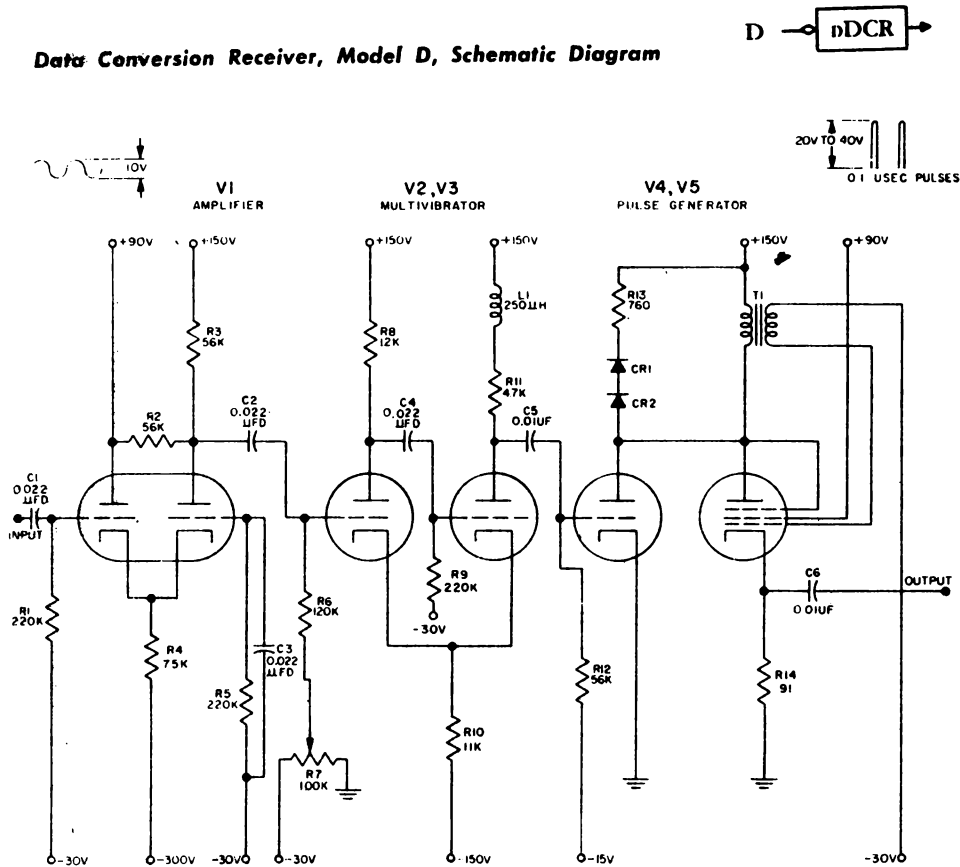 D
DDCR
Data Conversion Receiver, Model D, Schematic Diagram
10V
20V TO 40V
0.1 USEC PULSES
V1
AMPLIFIER
V2, V3
MULTIVIBRATOR
V4, V5
PULSE GENERATOR
+90V
+150V
+150V
+150V
+150V
+90V
R3
56K
R8
12K
L1
250µH
R13
760
T1
CR1
CR2
R2
56K
C2
0.022
µFD
C4
0.022
µFD
R11
47K
C5
0.01UF
C1
0.022
µFD
INPUT
R1
220K
R4
75K
R5
220K
C3
0.022
µFD
R6
120K
R9
220K
-30V
R12
56K
C6
0.01UF
OUTPUT
R14
91
R7
100K
R10
11K
-30V
-300V
-30V
-30V
-150V
-15V
-30V